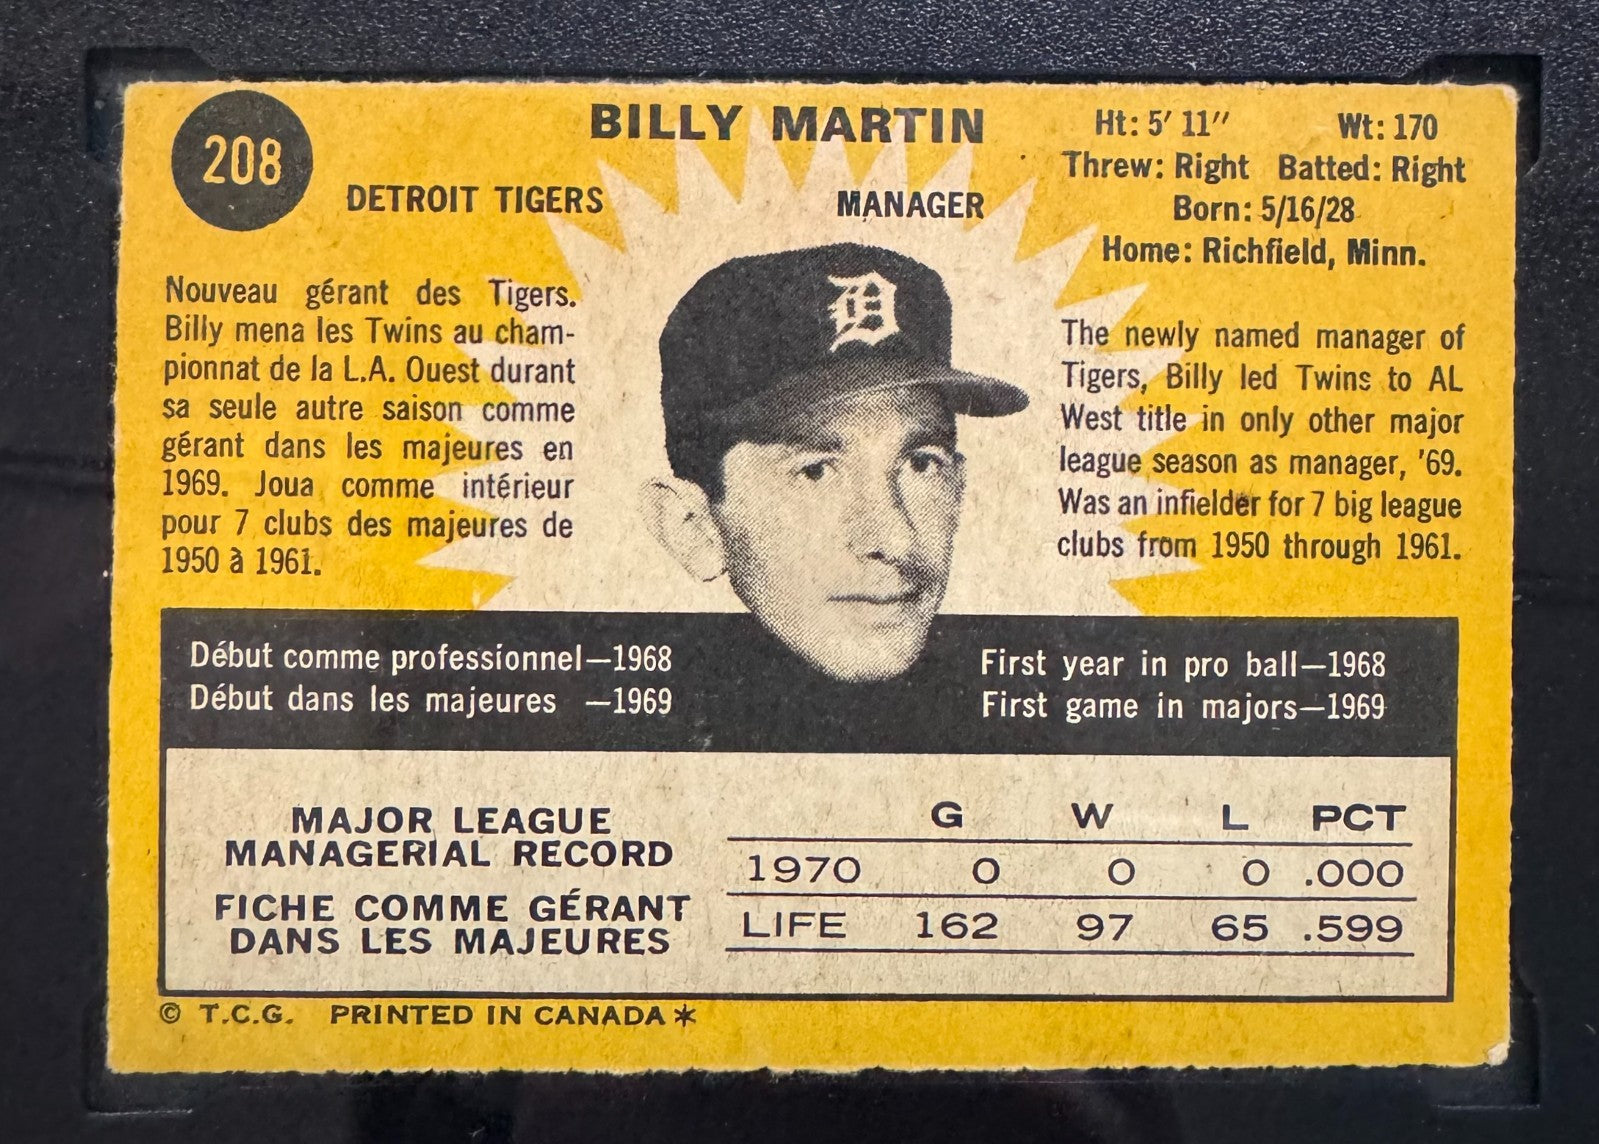 208
BILLY MARTIN
DETROIT TIGERS MANAGER
Ht: 5' 11" Wt: 170
Threw: Right Batted: Right
Born: 5/16/28
Home: Richfield, Minn.
Nouveau gérant des Tigers.
Billy mena les Twins au cham-
pionnat de la L.A. Ouest durant
sa seule autre saison comme
gérant dans les majeures en
1969. Joua comme intérieur
pour 7 clubs des majeures de
1950 à 1961.
D
The newly named manager of
Tigers, Billy led Twins to AL
West title in only other major
league season as manager, '69.
Was an infielder for 7 big league
clubs from 1950 through 1961.
Début comme professionnel—1968
Début dans les majeures —1969
First year in pro ball—1968
First game in majors—1969
MAJOR LEAGUE
MANAGERIAL RECORD
FICHE COMME GÉRANT
DANS LES MAJEURES
G W L PCT
1970 0 0 0 .000
LIFE 162 97 65 .599
© T.C.G. PRINTED IN CANADA *